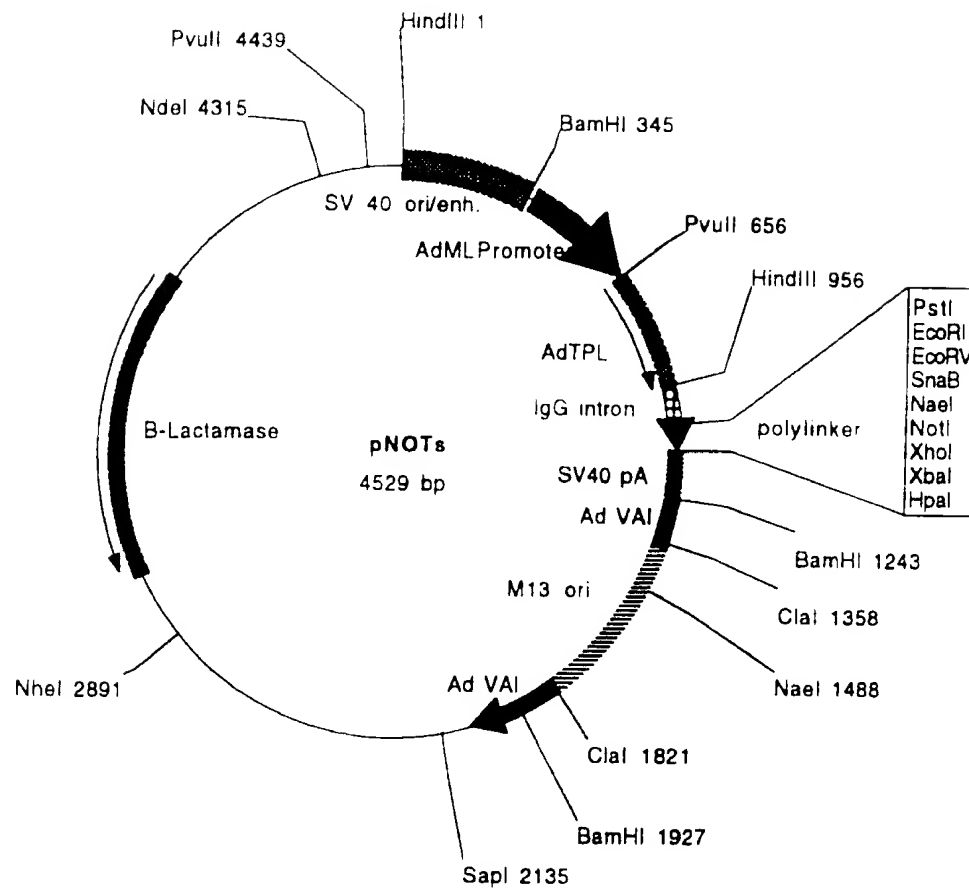 HindIII 1
PvuII 4439
NdeI 4315
BamHI 345
SV 40 ori/enh.
AdMLPromote
PvuII 656
HindIII 956
PstI
EcoRI
EcoRV
SnaB
NaeI
NotI
XhoI
XbaI
HpaI
AdTPL
IgG intron
polylinker
B-Lactamase
pNOTs
4529 bp
SV40 pA
Ad VAI
BamHI 1243
M13 ori
ClaI 1358
NaeI 1488
NheI 2891
Ad VAI
ClaI 1821
BamHI 1927
SapI 2135